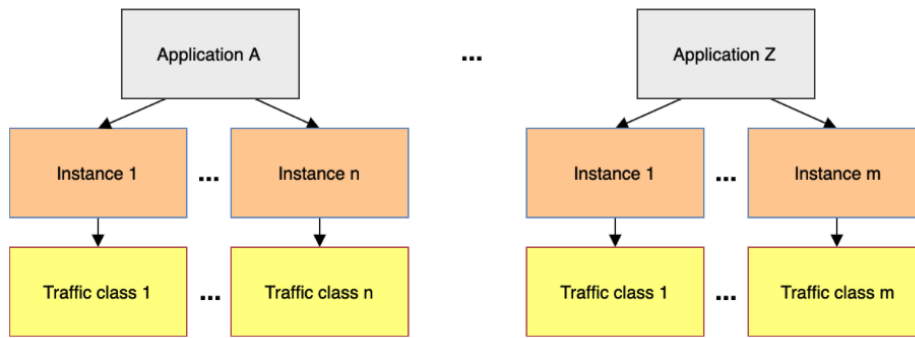 Application A ... Application Z
Instance 1 ... Instance n Instance 1 ... Instance m
Traffic class 1 ... Traffic class n Traffic class 1 ... Traffic class m